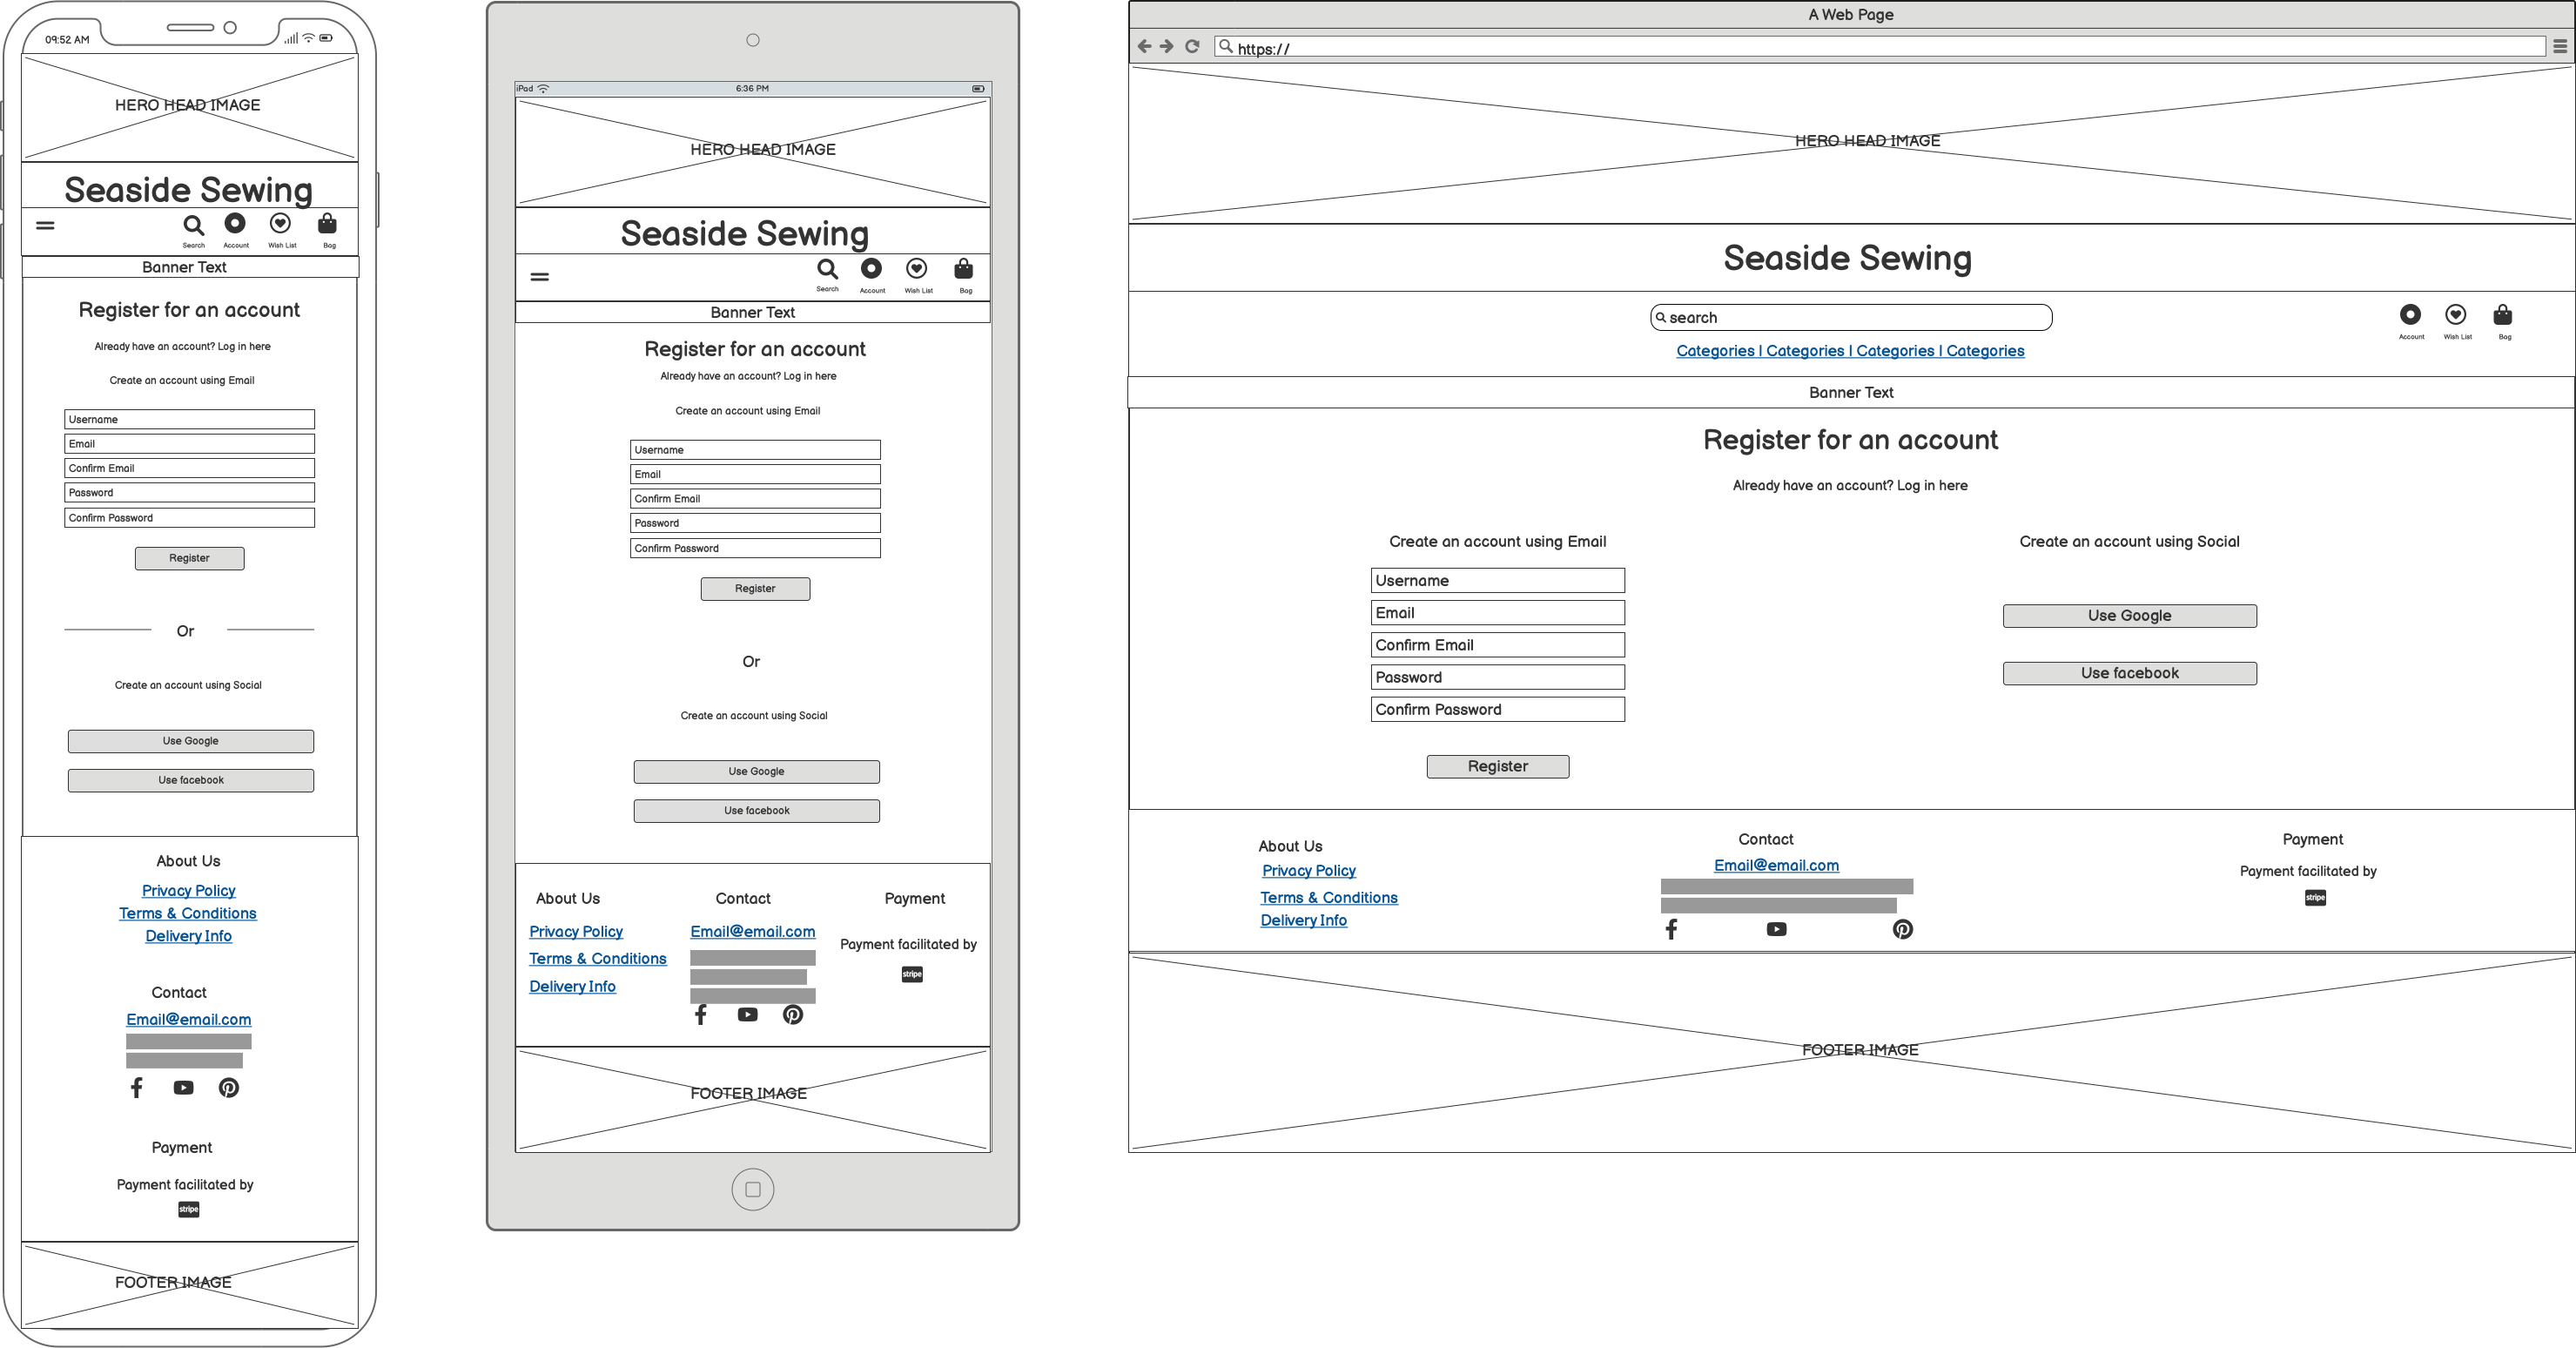 09:52 AM
HERO HEAD IMAGE
Seaside Sewing
Search Account Wish List Bag
Banner Text
Register for an account
Already have an account? Log in here
Create an account using Email
Username
Email
Confirm Email
Password
Confirm Password
Register
Or
Create an account using Social
Use Google
Use facebook
About Us
Privacy Policy
Terms & Conditions
Delivery Info
Contact
Email@email.com
Payment
Payment facilitated by
stripe
FOOTER IMAGE
iPad 6:36 PM
HERO HEAD IMAGE
Seaside Sewing
Search Account Wish List Bag
Banner Text
Register for an account
Already have an account? Log in here
Create an account using Email
Username
Email
Confirm Email
Password
Confirm Password
Register
Or
Create an account using Social
Use Google
Use facebook
About Us
Privacy Policy
Terms & Conditions
Delivery Info
Contact
Email@email.com
Payment
Payment facilitated by
stripe
FOOTER IMAGE
A Web Page
https://
HERO HEAD IMAGE
Seaside Sewing
search
Account Wish List Bag
Categories | Categories | Categories | Categories
Banner Text
Register for an account
Already have an account? Log in here
Create an account using Email
Username
Email
Confirm Email
Password
Confirm Password
Register
Create an account using Social
Use Google
Use facebook
About Us
Privacy Policy
Terms & Conditions
Delivery Info
Contact
Email@email.com
Payment
Payment facilitated by
stripe
FOOTER IMAGE